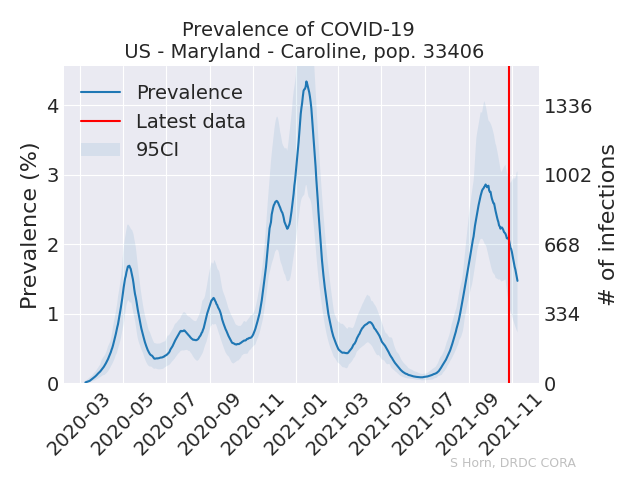 Prevalence of COVID-19
US - Maryland - Caroline, pop. 33406
Prevalence
Latest data
95CI
Prevalence (%)
4
3
2
1
0
1336
1002
668
334
0
# of infections
2020-03
2020-05
2020-07
2020-09
2020-11
2021-01
2021-03
2021-05
2021-07
2021-09
2021-11
S Horn, DRDC CORA